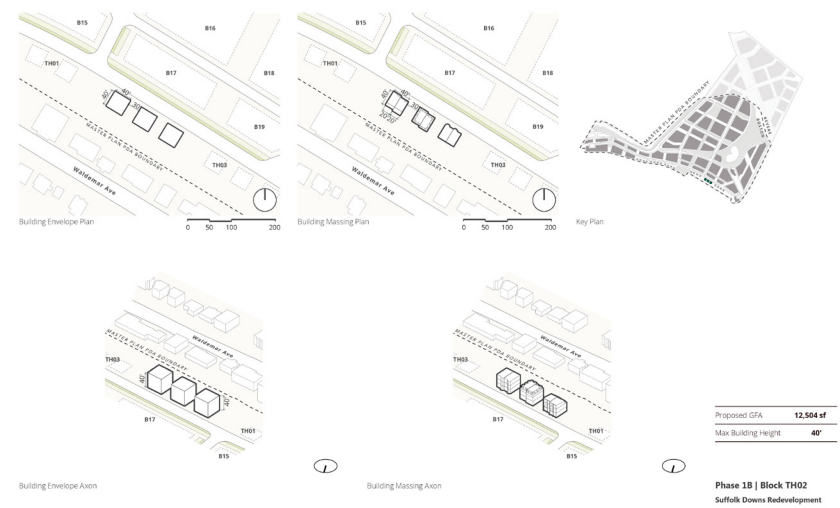 B15
B16
TH01
B17
B18
40'
40'
30'
B19
MASTER PLAN PDA BOUNDARY
TH03
Waldemar Ave
Building Envelope Plan
0 50 100 200
B15
B16
TH01
B17
B18
40'
40'
30'
20'20'
B19
MASTER PLAN PDA BOUNDARY
TH03
Waldemar Ave
Building Massing Plan
0 50 100 200
MASTER PLAN PDA BOUNDARY
REVERE
BOSTON
Key Plan
Waldemar Ave
MASTER PLAN PDA BOUNDARY
TH03
40'
40'
B17
TH01
B15
Building Envelope Axon
Waldemar Ave
MASTER PLAN PDA BOUNDARY
TH03
B17
TH01
B15
Building Massing Axon
Proposed GFA 12,504 sf
Max Building Height 40'
Phase 1B | Block TH02
Suffolk Downs Redevelopment